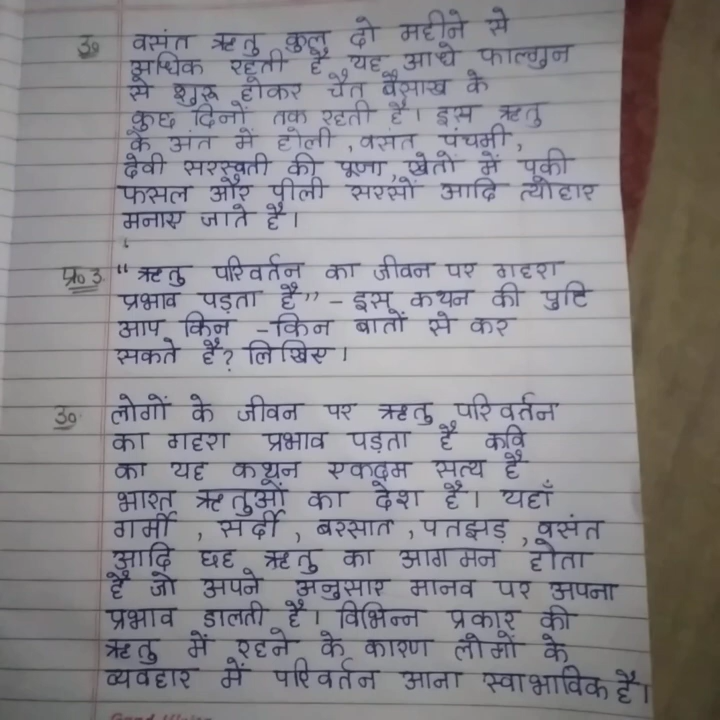 उ० वसंत ऋतु कुल दो महीने से
अधिक रहती है यह आधे फाल्गुन
से शुरू होकर चैत वैसाख के
कुछ दिनों तक रहती है। इस ऋतु
के अंत में होली, वसंत पंचमी,
देवी सरस्वती की पूजा, खेतों में पकी
फसल और पीली सरसों आदि त्योहार
मनाए जाते है।
प्र० 3 "ऋतु परिवर्तन का जीवन पर गहरा
प्रभाव पड़ता है" - इस कथन की पुष्टि
आप किन - किन बातों से कर
सकते है? लिखिए।
उ० लोगों के जीवन पर ऋतु परिवर्तन
का गहरा प्रभाव पड़ता है कवि
का यह कथन एकदम सत्य है
भारत ऋतुओं का देश है। यहाँ
गर्मी, सर्दी, बरसात, पतझड़, वसंत
आदि छह ऋतु का आगमन होता
है जो अपने अनुसार मानव पर अपना
प्रभाव डालती है। विभिन्न प्रकार की
ऋतु में रहने के कारण लोगों के
व्यवहार में परिवर्तन आना स्वाभाविक है।